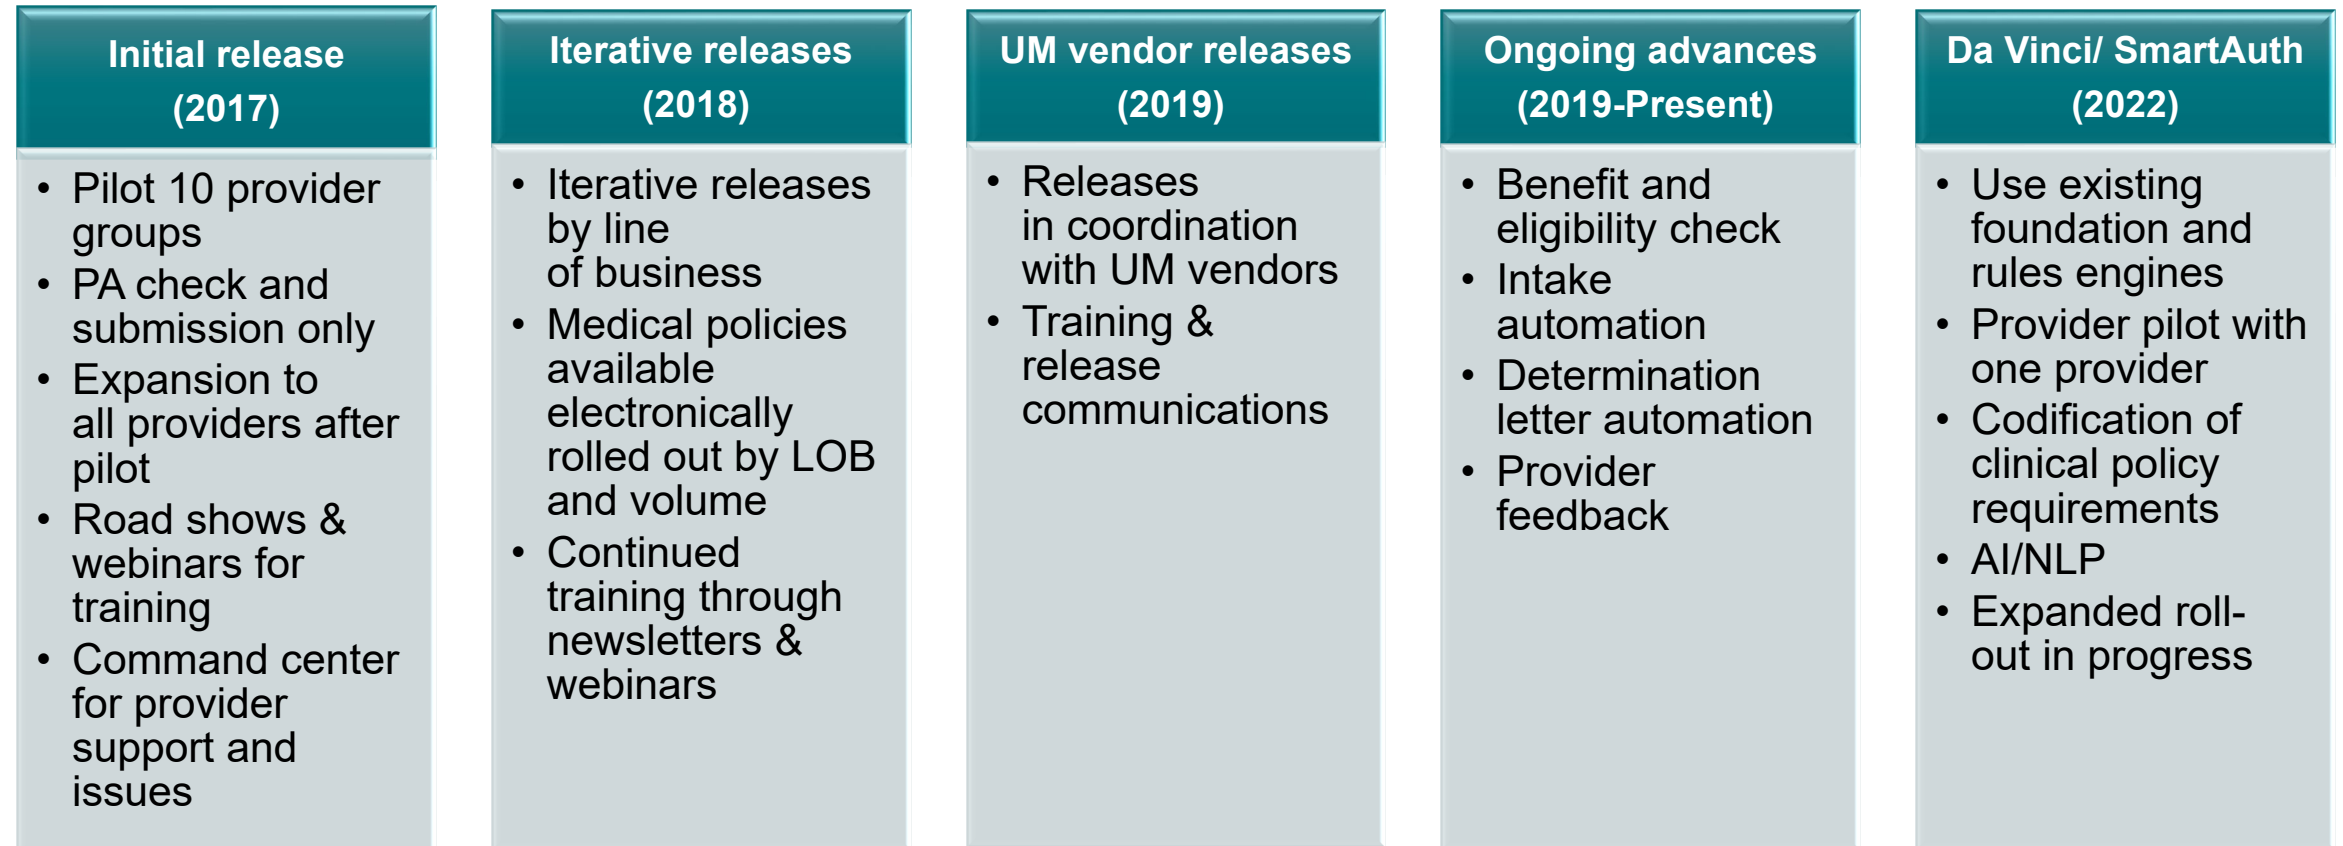 Initial release
(2017)
• Pilot 10 provider
groups
• PA check and
submission only
• Expansion to
all providers after
pilot
• Road shows &
webinars for
training
• Command center
for provider
support and
issues
Iterative releases
(2018)
• Iterative releases
by line
of business
• Medical policies
available
electronically
rolled out by LOB
and volume
• Continued
training through
newsletters &
webinars
UM vendor releases
(2019)
• Releases
in coordination
with UM vendors
• Training &
release
communications
Ongoing advances
(2019-Present)
• Benefit and
eligibility check
• Intake
automation
• Determination
letter automation
• Provider
feedback
Da Vinci/ SmartAuth
(2022)
• Use existing
foundation and
rules engines
• Provider pilot with
one provider
• Codification of
clinical policy
requirements
• AI/NLP
• Expanded roll-
out in progress